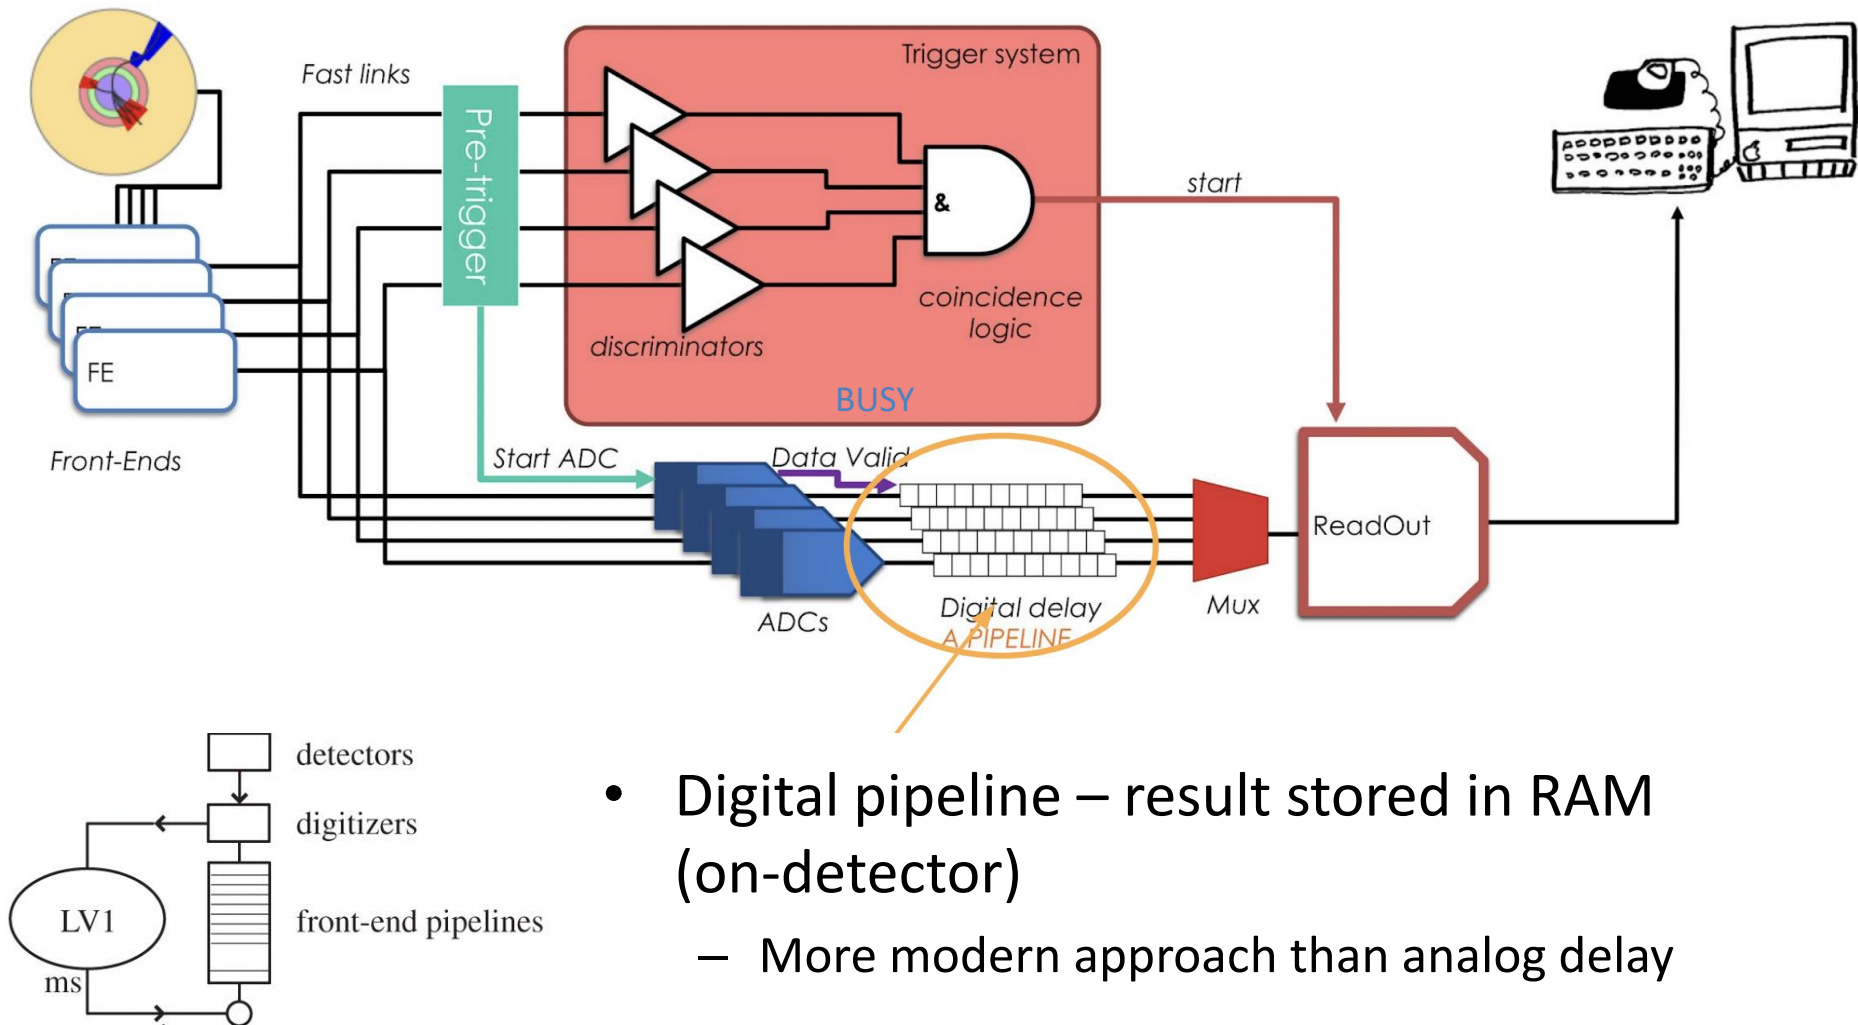 Fast links
Trigger system
Pre-trigger
&
start
coincidence
logic
discriminators
BUSY
FE
Front-Ends
Start ADC
Data Valid
ReadOut
ADCs
Digital delay
A PIPELINE
Mux
detectors
digitizers
LV1
front-end pipelines
ms
• Digital pipeline – result stored in RAM
(on-detector)
– More modern approach than analog delay